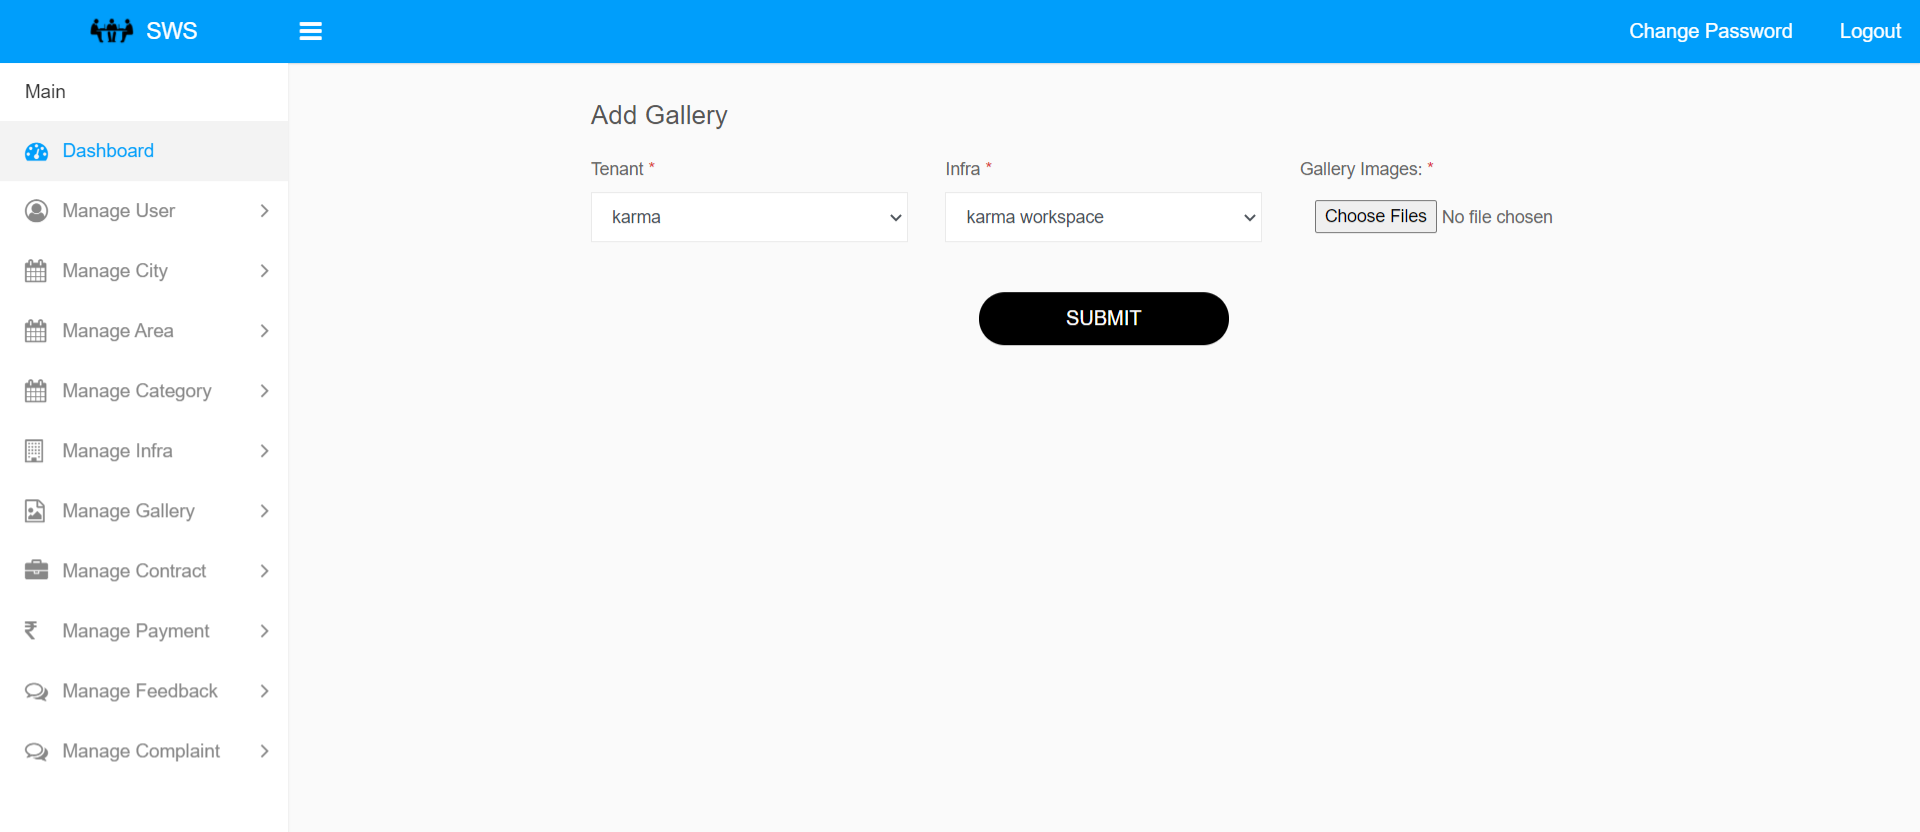 SWS
Change Password
Logout
Main
Dashboard
Manage User
Manage City
Manage Area
Manage Category
Manage Infra
Manage Gallery
Manage Contract
Manage Payment
Manage Feedback
Manage Complaint
Add Gallery
Tenant *
Infra *
Gallery Images: *
karma
karma workspace
Choose Files No file chosen
SUBMIT